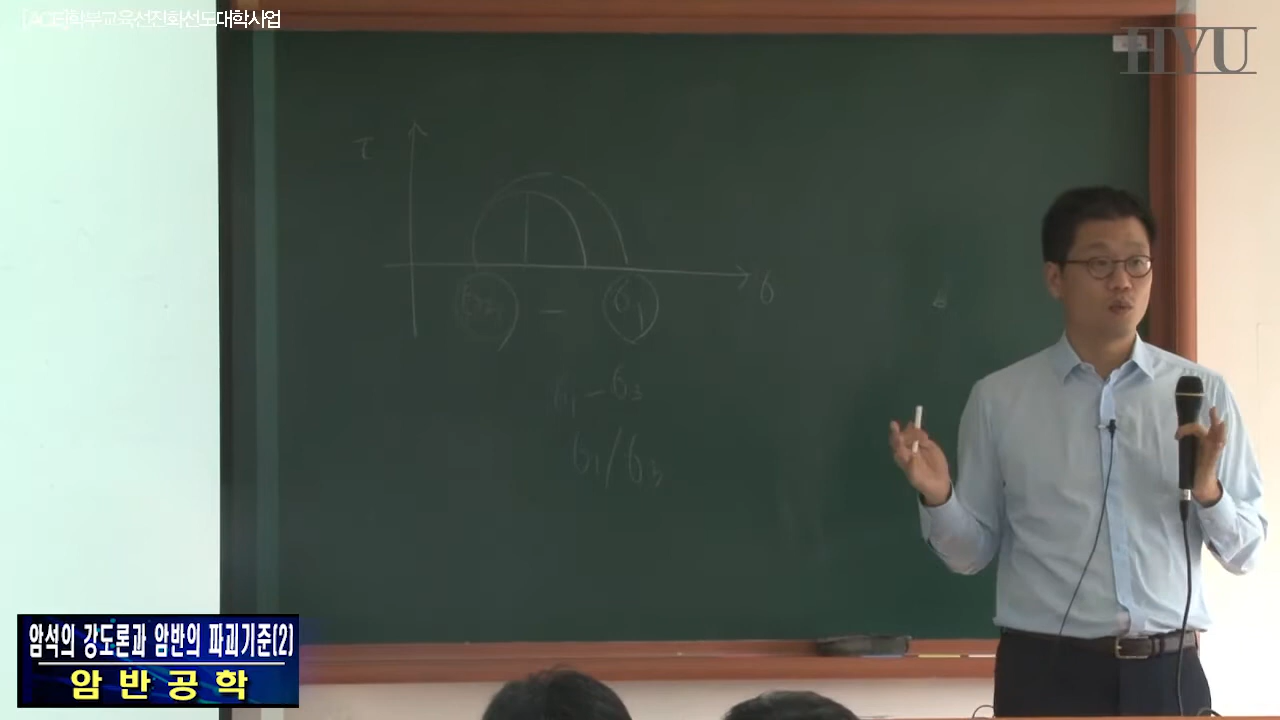 [ACE]학부교육선진화선도대학사업
HYU
τ
σ
σ1
σ1 - σ3
σ1/σ3
암석의 강도론과 암반의 파괴기준(2)
암반공학